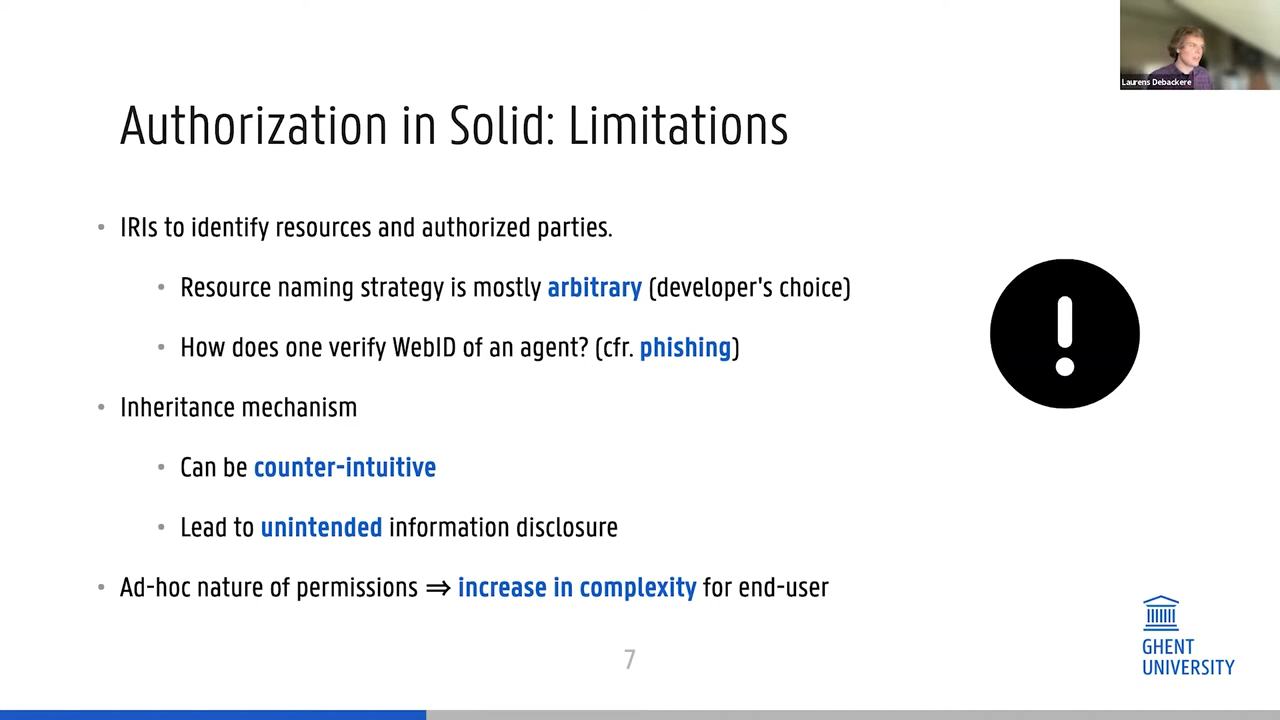 Laurens Debackere
Authorization in Solid: Limitations
• IRIs to identify resources and authorized parties.
• Resource naming strategy is mostly arbitrary (developer's choice)
• How does one verify WebID of an agent? (cfr. phishing)
• Inheritance mechanism
• Can be counter-intuitive
• Lead to unintended information disclosure
• Ad-hoc nature of permissions ⇒ increase in complexity for end-user
7
GHENT
UNIVERSITY